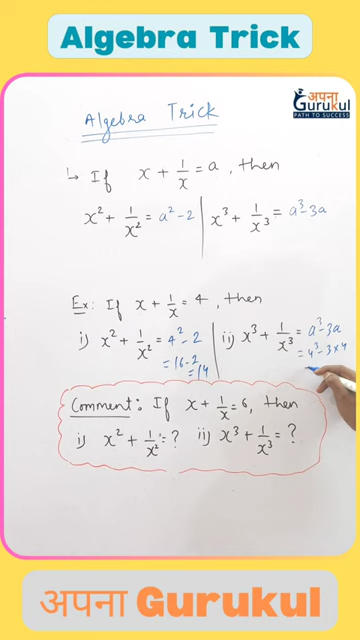 Algebra Trick
अपना
Gurukul
PATH TO SUCCESS
Algebra Trick
↳ If x + 1/x = a, then
x² + 1/x² = a² - 2 | x³ + 1/x³ = a³ - 3a
Ex: If x + 1/x = 4, then
i) x² + 1/x² = 4² - 2
= 16 - 2
= 14
ii) x³ + 1/x³ = a³ - 3a
= 4³ - 3×4
Comment: If x + 1/x = 6, then
i) x² + 1/x² = ? ii) x³ + 1/x³ = ?
अपना Gurukul